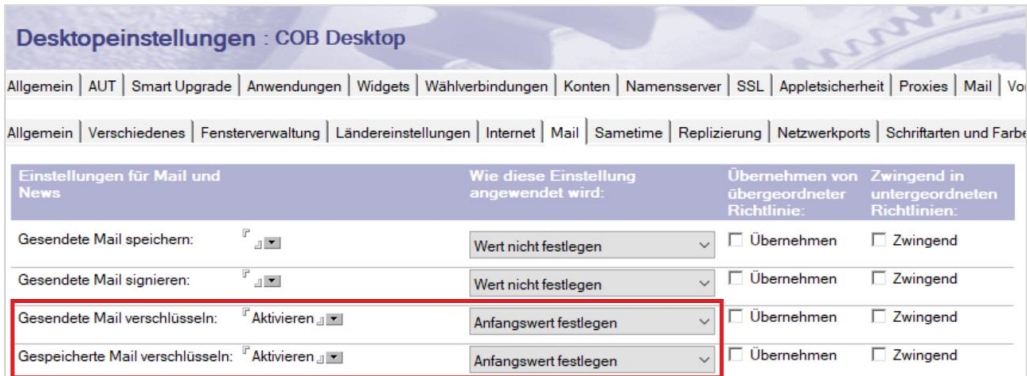 Desktopeinstellungen : COB Desktop
Allgemein AUT Smart Upgrade Anwendungen Widgets Wählverbindungen Konten Namensserver SSL Appletsicherheit Proxies Mail Vo
Allgemein Verschiedenes Fensterverwaltung Ländereinstellungen Internet Mail Sametime Replizierung Netzwerkports Schriftarten und Farbe
Einstellungen für Mail und Wie diese Einstellung Übernehmen von Zwingend in
News angewendet wird: übergeordneter untergeordneten
Richtlinie: Richtlinien:
Gesendete Mail speichern: Wert nicht festlegen Übernehmen Zwingend
Gesendete Mail signieren: Wert nicht festlegen Übernehmen Zwingend
Gesendete Mail verschlüsseln: Aktivieren Anfangswert festlegen Übernehmen Zwingend
Gespeicherte Mail verschlüsseln: Aktivieren Anfangswert festlegen Übernehmen Zwingend